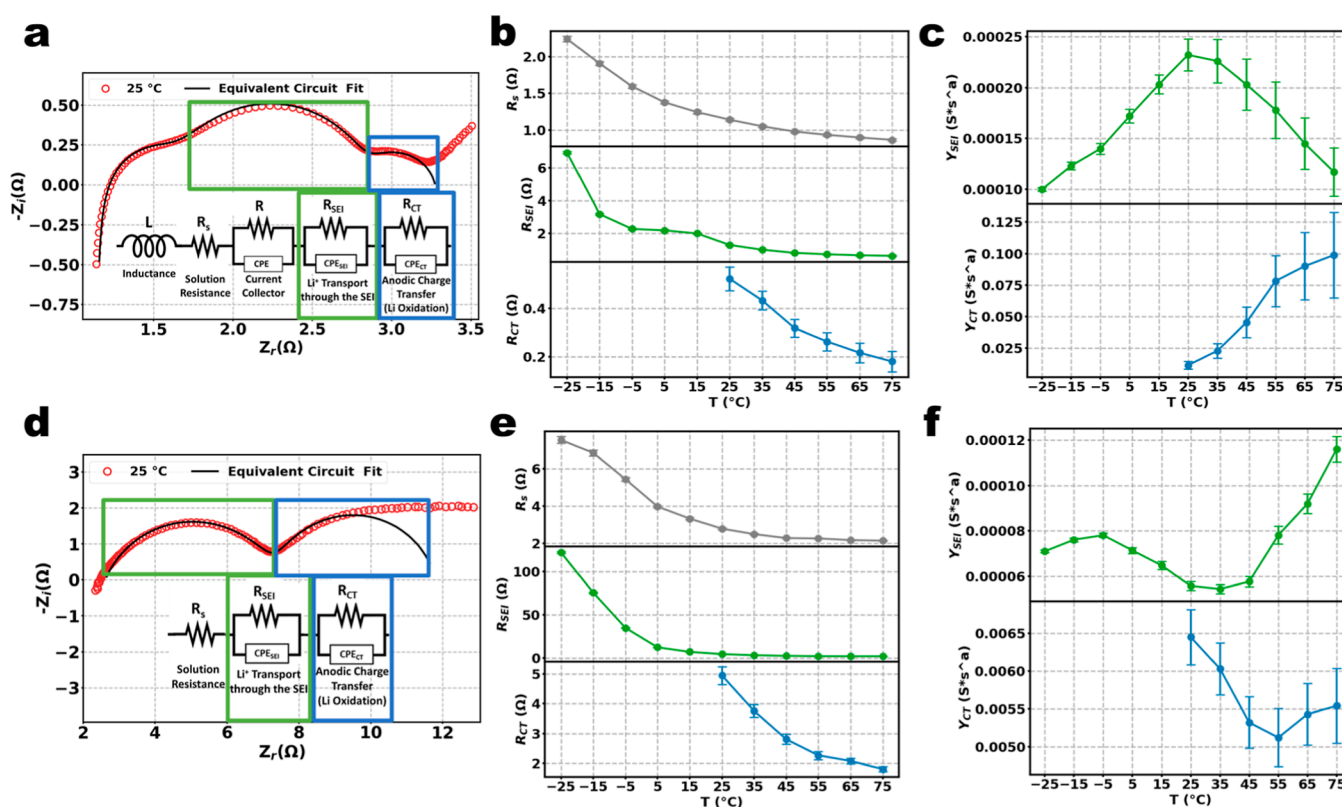 a
25 °C
Equivalent Circuit Fit
-Zi(Ω)
0.50
0.25
0.00
−0.25
−0.50
−0.75
L
Rs
R
RSEI
RCT
CPE
CPESEI
CPECT
Inductance
Solution
Resistance
Current
Collector
Li⁺ Transport
through the SEI
Anodic Charge
Transfer
(Li Oxidation)
1.5
2.0
2.5
3.0
3.5
Zr(Ω)
b
Rs (Ω)
2.0
1.5
1.0
RSEI (Ω)
6
4
2
RCT (Ω)
0.4
0.2
−25 −15 −5 5 15 25 35 45 55 65 75
T (°C)
c
YSEI (S*s^a)
0.00025
0.00020
0.00015
0.00010
YCT (S*s^a)
0.125
0.100
0.075
0.050
0.025
−25 −15 −5 5 15 25 35 45 55 65 75
T (°C)
d
25 °C
Equivalent Circuit Fit
-Zi(Ω)
3
2
1
0
−1
−2
−3
Rs
RSEI
RCT
CPESEI
CPECT
Solution
Resistance
Li⁺ Transport
through the SEI
Anodic Charge
Transfer
(Li Oxidation)
2 4 6 8 10 12
Zr(Ω)
e
Rs (Ω)
6
4
2
RSEI (Ω)
100
50
0
RCT (Ω)
5
4
3
2
−25 −15 −5 5 15 25 35 45 55 65 75
T (°C)
f
YSEI (S*s^a)
0.00012
0.00010
0.00008
0.00006
YCT (S*s^a)
0.0065
0.0060
0.0055
0.0050
−25 −15 −5 5 15 25 35 45 55 65 75
T (°C)